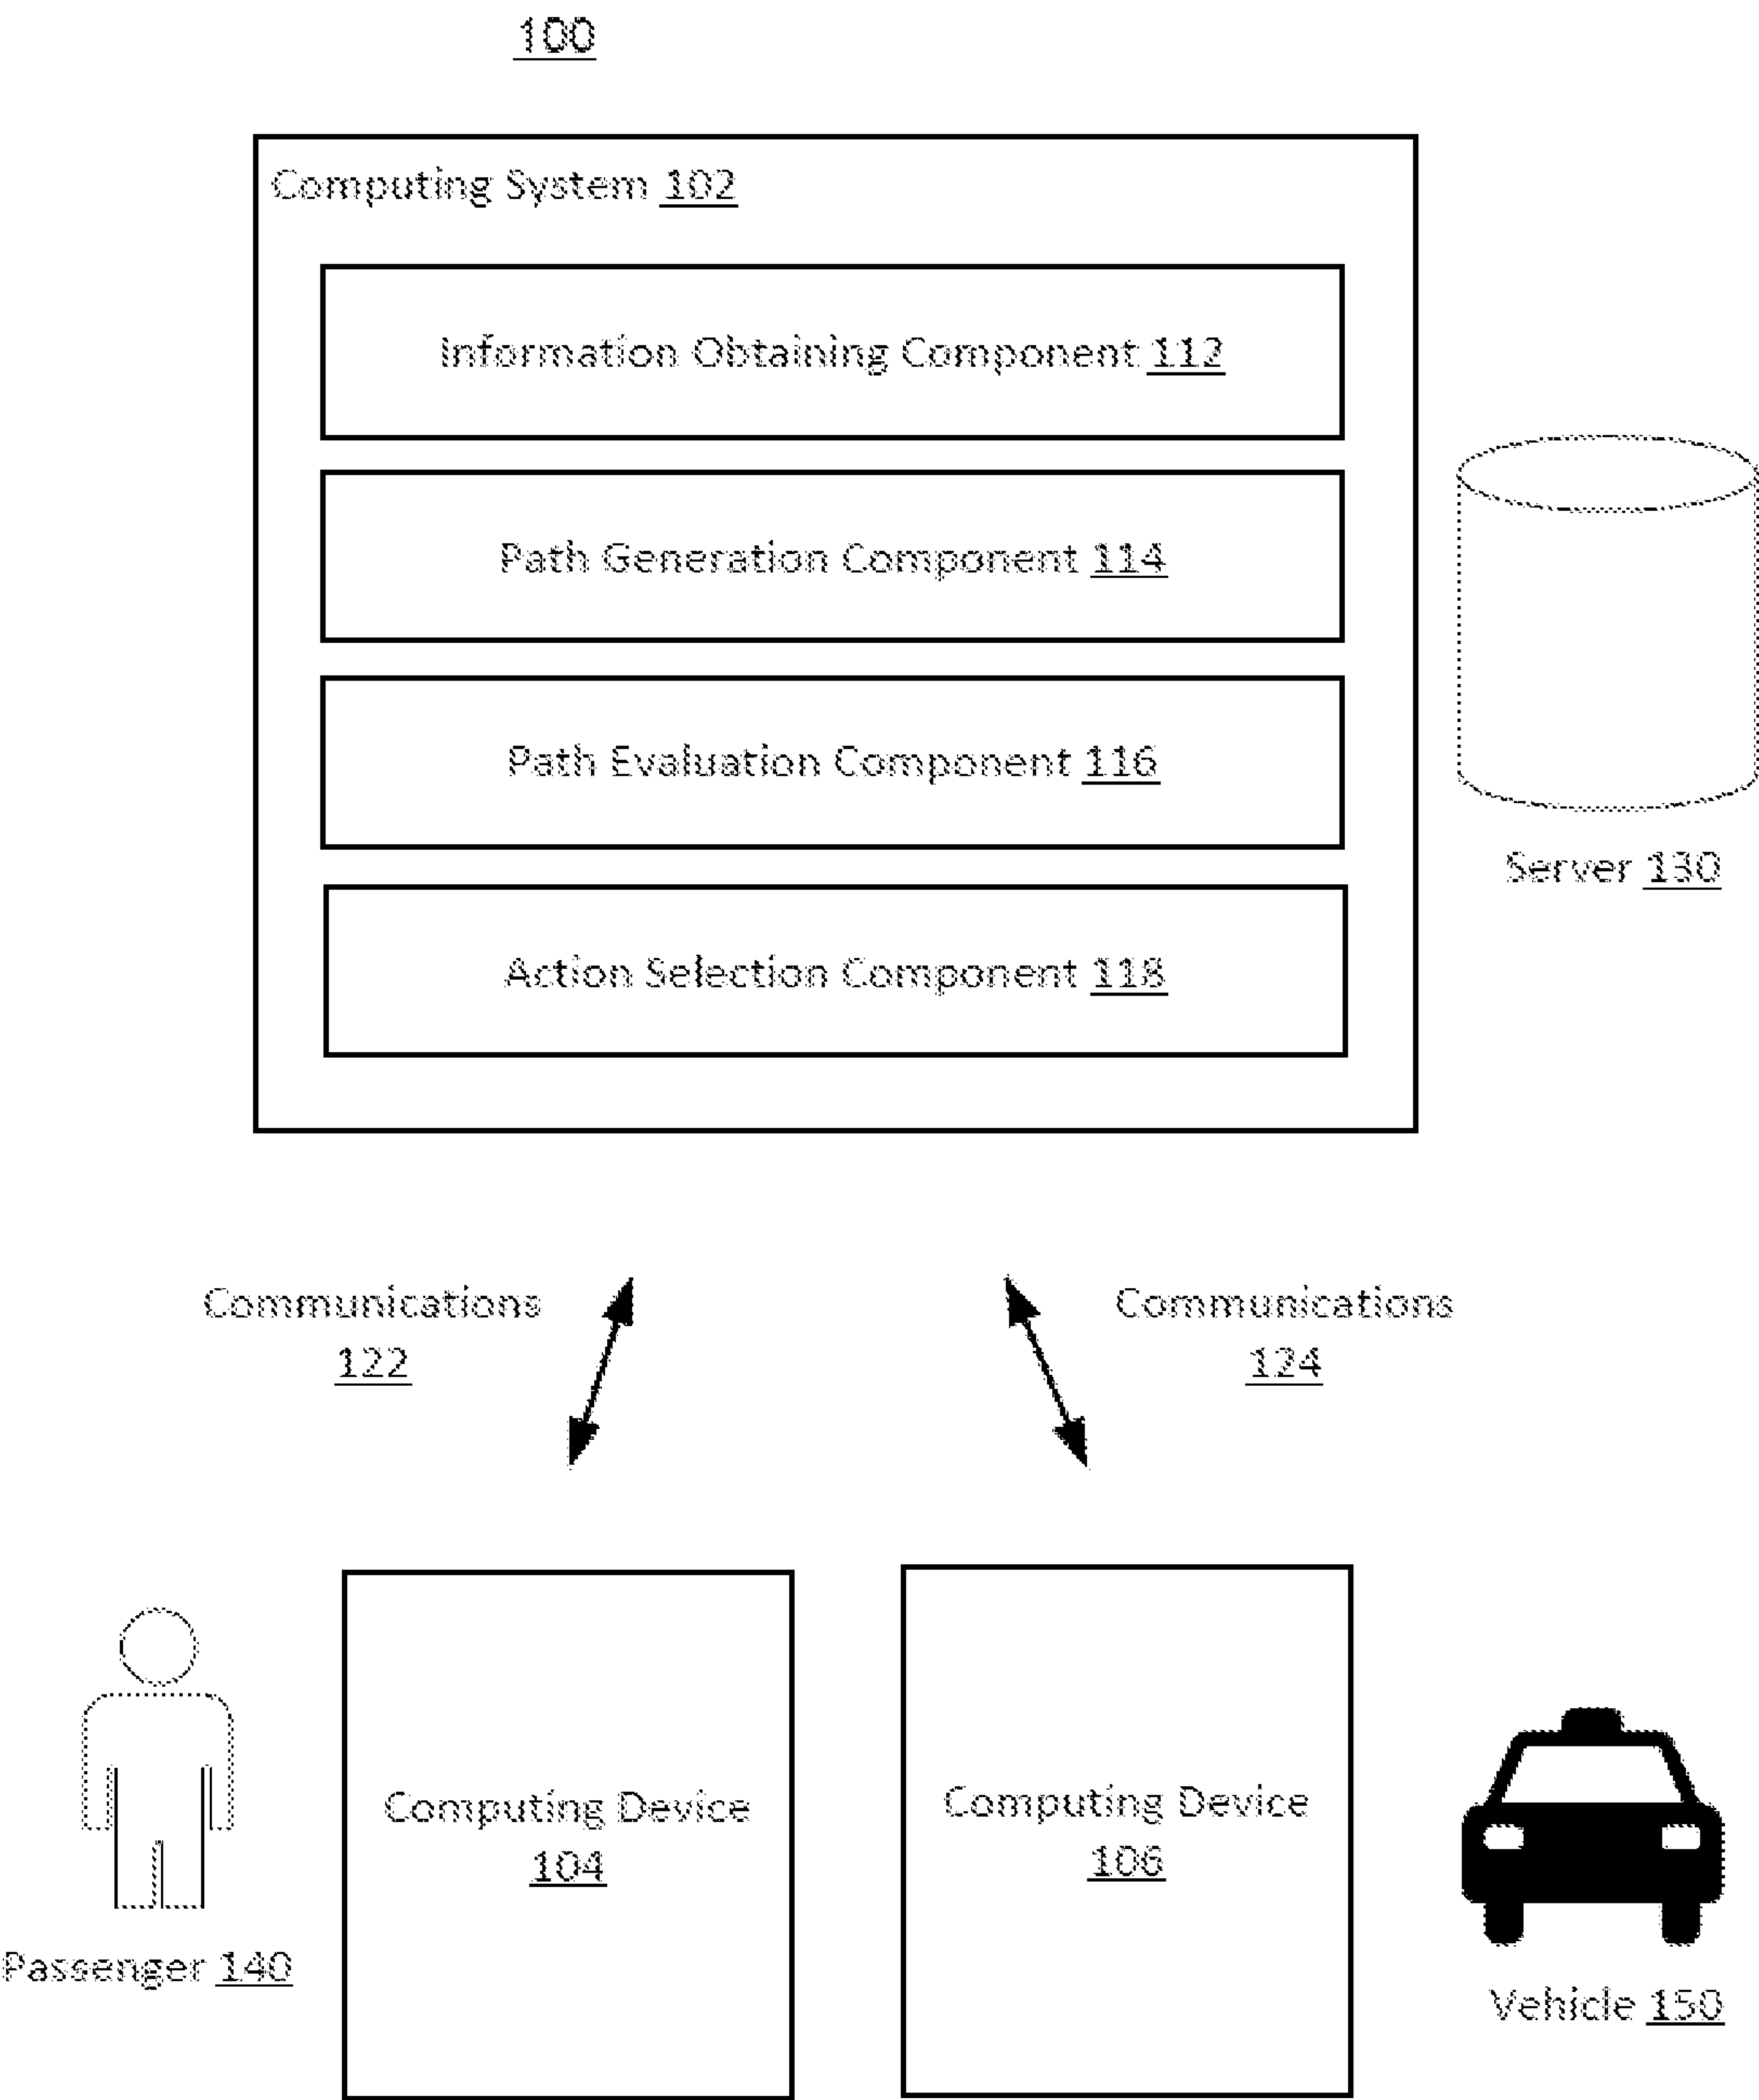 100
Computing System 102
Information Obtaining Component 112
Path Generation Component 114
Path Evaluation Component 116
Server 130
Action Selection Component 118
Communications
122
Communications
124
Computing Device
104
Computing Device
106
Passenger 140
Vehicle 150